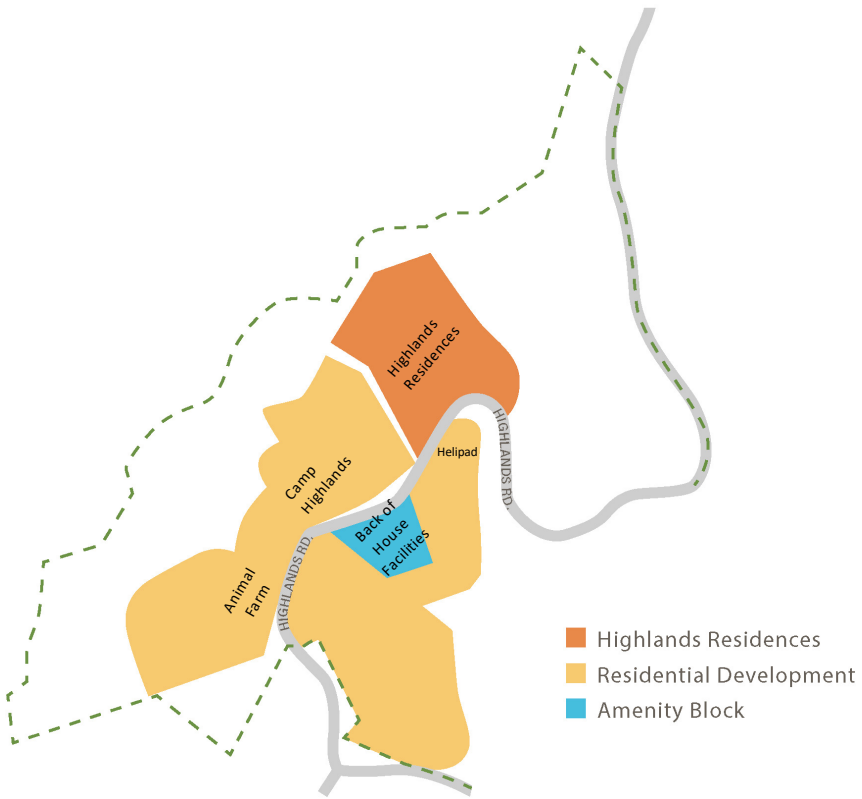 Highlands
Residences
Helipad
HIGHLANDS RD.
Camp
Highlands
Back of
House
Facilities
HIGHLANDS RD.
Animal
Farm
Highlands Residences
Residential Development
Amenity Block